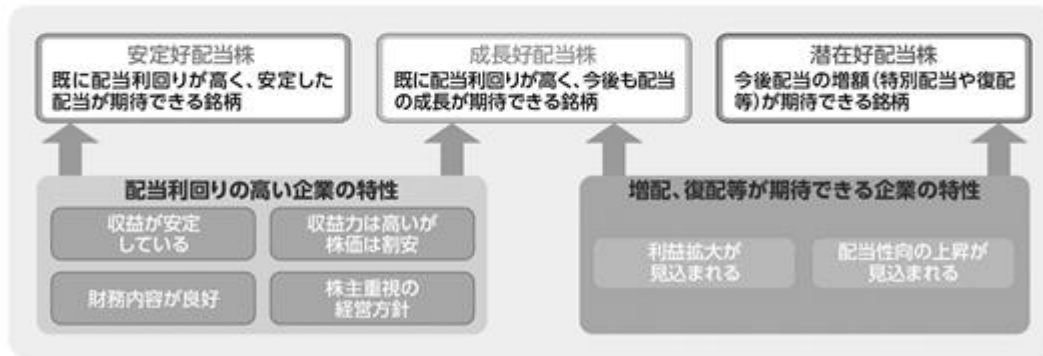 安定好配当株
既に配当利回りが高く、安定した
配当が期待できる銘柄
成長好配当株
既に配当利回りが高く、今後も配当
の成長が期待できる銘柄
潜在好配当株
今後配当の増額(特別配当や復配
等)が期待できる銘柄
配当利回りの高い企業の特性
収益が安定
している
収益力は高いが
株価は割安
財務内容が良好
株主重視の
経営方針
増配、復配等が期待できる企業の特性
利益拡大が
見込まれる
配当性向の上昇が
見込まれる